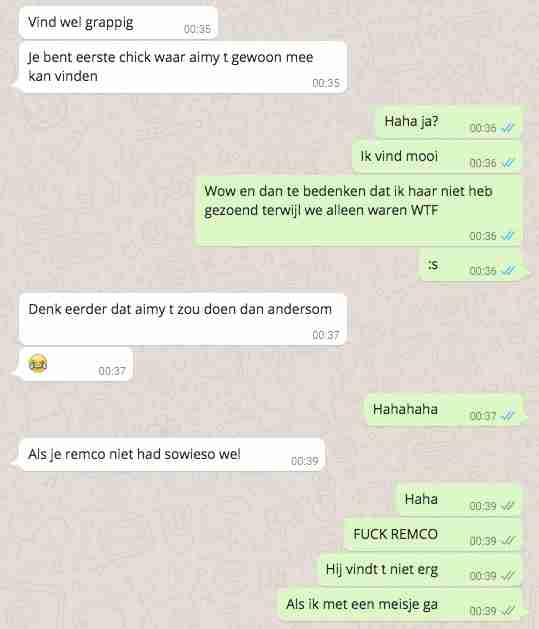 Vind wel grappig
00:35
Je bent eerste chick waar aimy t gewoon mee
kan vinden
00:35
Haha ja?
00:36
Ik vind mooi
00:36
Wow en dan te bedenken dat ik haar niet heb
gezoend terwijl we alleen waren WTF
00:36
:s
00:36
Denk eerder dat aimy t zou doen dan andersom
00:37
😂
00:37
Hahahaha
00:37
Als je remco niet had sowieso wel
00:39
Haha
00:39
FUCK REMCO
00:39
Hij vindt t niet erg
00:39
Als ik met een meisje ga
00:39